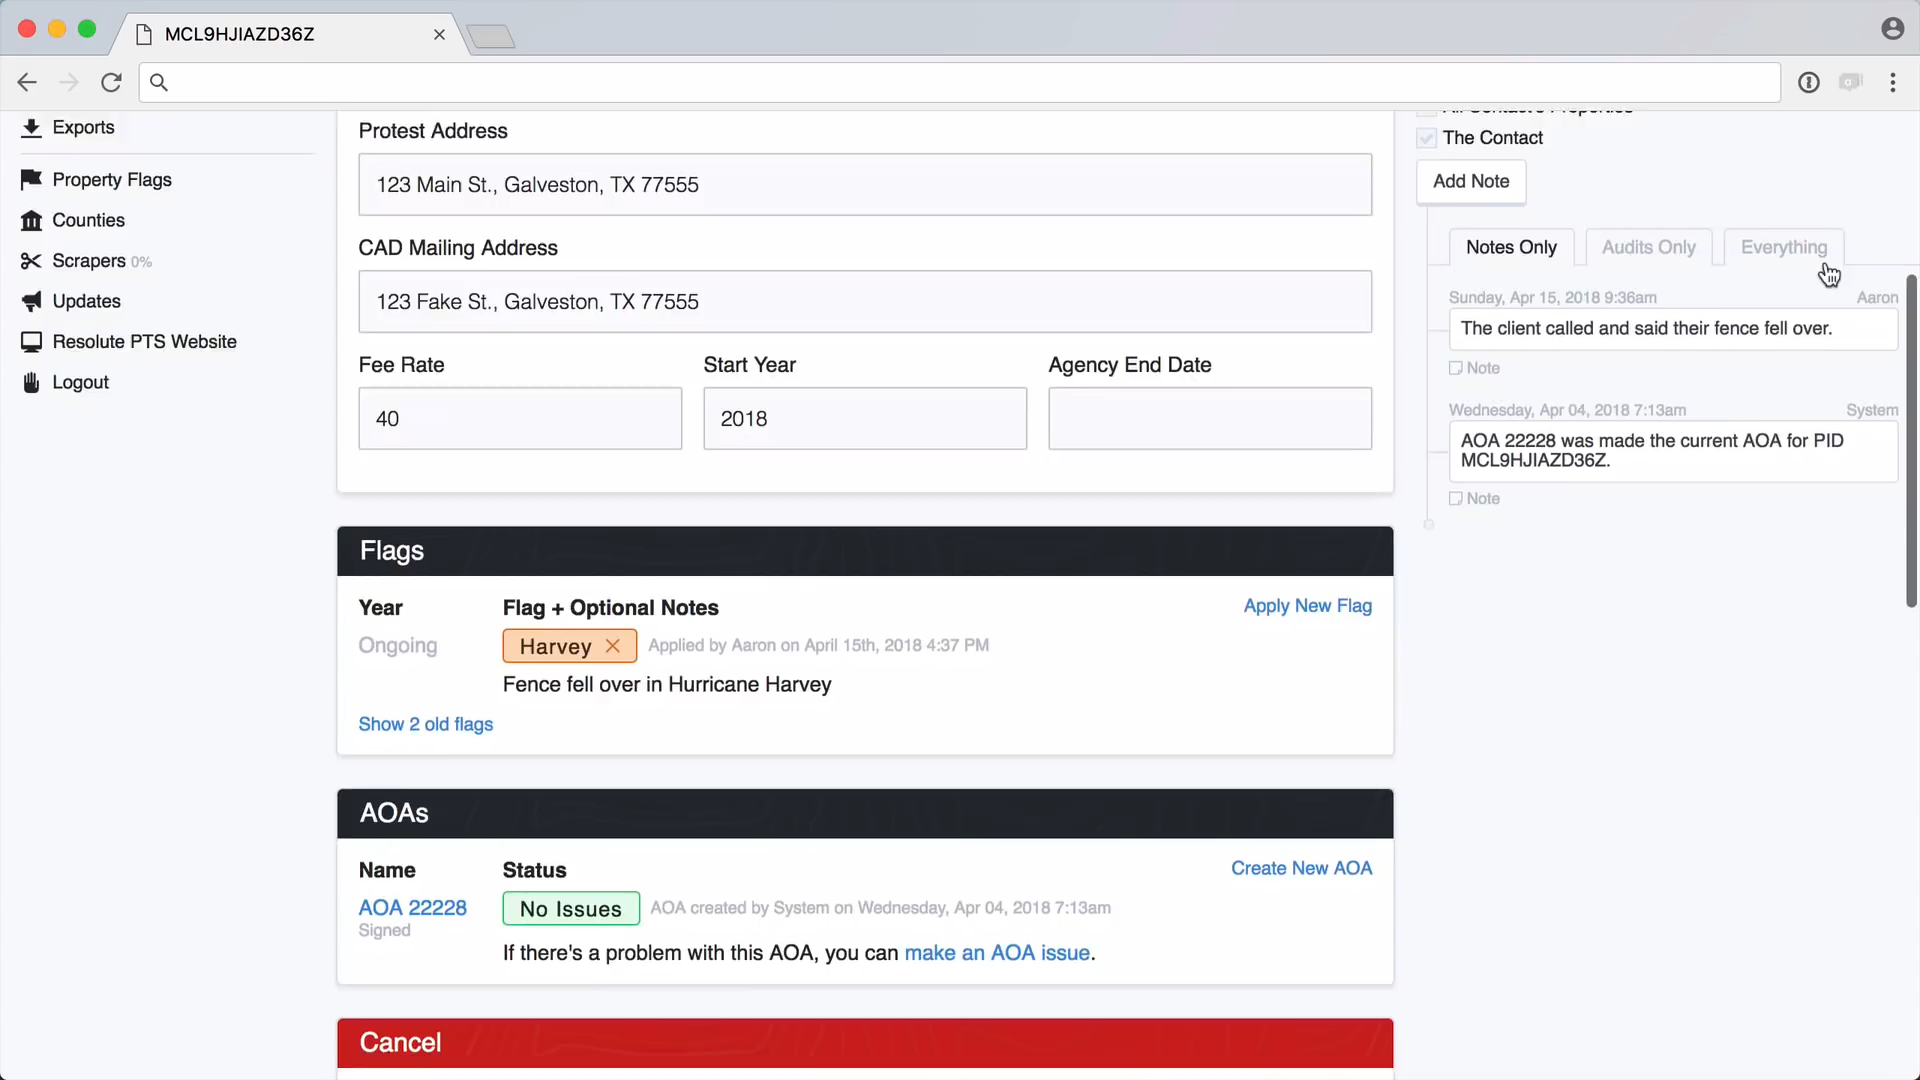 MCL9HJIAZD36Z
Exports
Property Flags
Counties
Scrapers 0%
Updates
Resolute PTS Website
Logout
Protest Address
123 Main St., Galveston, TX 77555
CAD Mailing Address
123 Fake St., Galveston, TX 77555
Fee Rate
Start Year
Agency End Date
40
2018
Flags
Year
Flag + Optional Notes
Apply New Flag
Ongoing
Harvey
Applied by Aaron on April 15th, 2018 4:37 PM
Fence fell over in Hurricane Harvey
Show 2 old flags
AOAs
Name
Status
Create New AOA
AOA 22228
No Issues
AOA created by System on Wednesday, Apr 04, 2018 7:13am
Signed
If there's a problem with this AOA, you can make an AOA issue.
Cancel
The Contact
Add Note
Notes Only
Audits Only
Everything
Sunday, Apr 15, 2018 9:36am
Aaron
The client called and said their fence fell over.
Note
Wednesday, Apr 04, 2018 7:13am
System
AOA 22228 was made the current AOA for PID
MCL9HJIAZD36Z.
Note